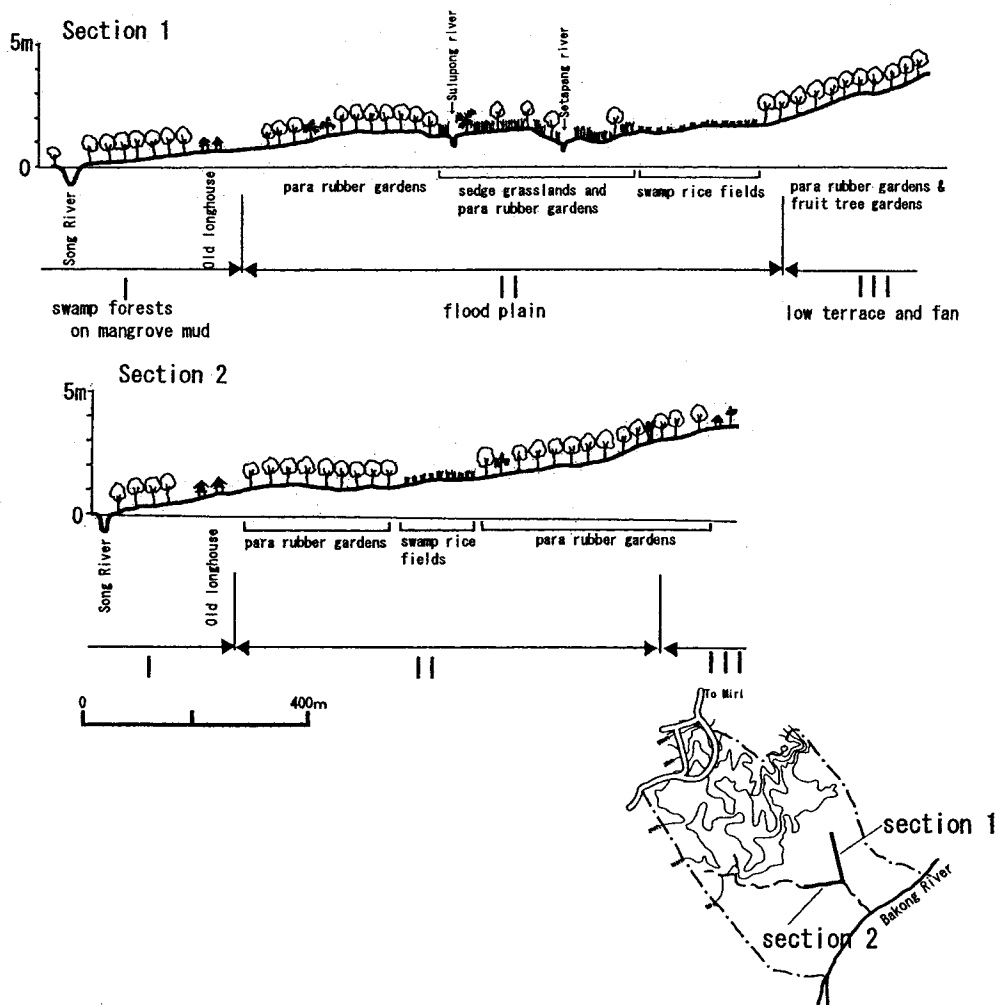 Section 1
5m
0
Sulupong river
Setapang river
Song River
Old longhouse
para rubber gardens
sedge grasslands and
para rubber gardens
swamp rice fields
para rubber gardens &
fruit tree gardens
I
swamp forests
on mangrove mud
II
flood plain
III
low terrace and fan
Section 2
5m
0
Song River
Old longhouse
para rubber gardens
swamp rice
fields
para rubber gardens
I
II
III
0
400m
To Miri
section 1
Bakong River
section 2